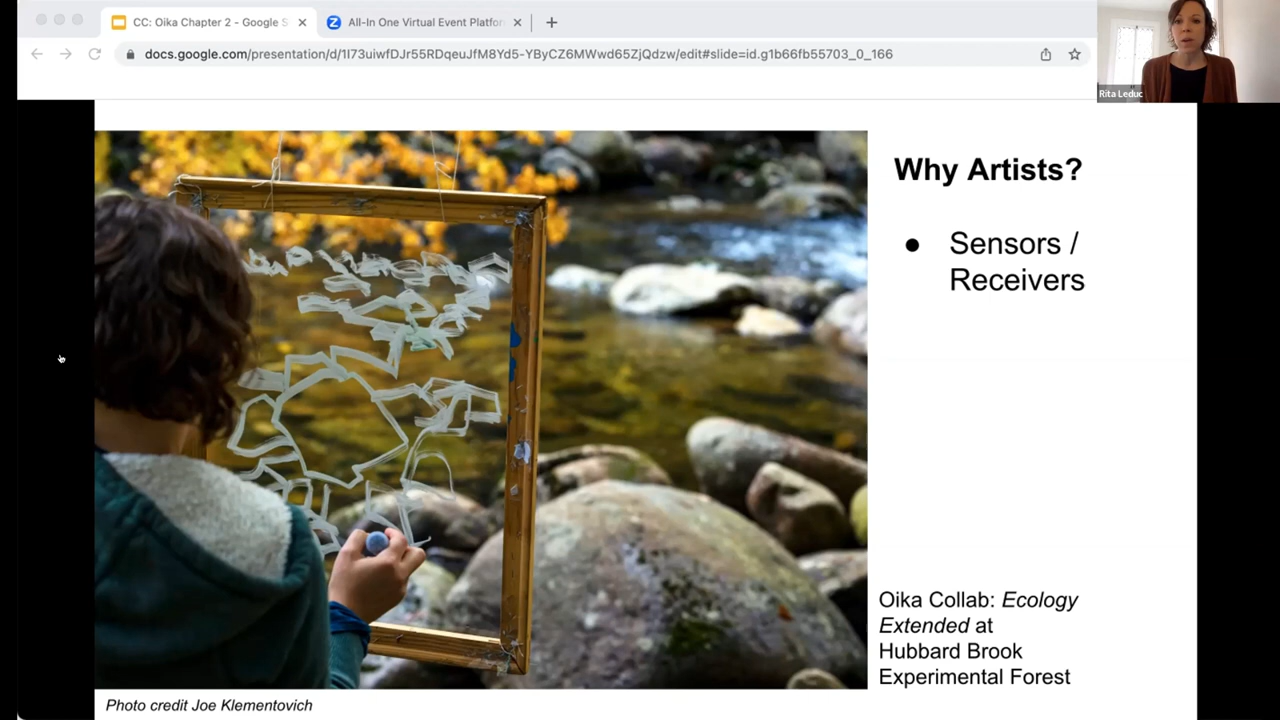 CC: Oika Chapter 2 - Google S
All-In One Virtual Event Platfor
docs.google.com/presentation/d/1I73uiwfDJr55RDqeuJfM8Yd5-YByCZ6MWwd65ZjQdzw/edit#slide=id.g1b66fb55703_0_166
Rita Leduc
Why Artists?
● Sensors /
Receivers
Oika Collab: Ecology
Extended at
Hubbard Brook
Experimental Forest
Photo credit Joe Klementovich